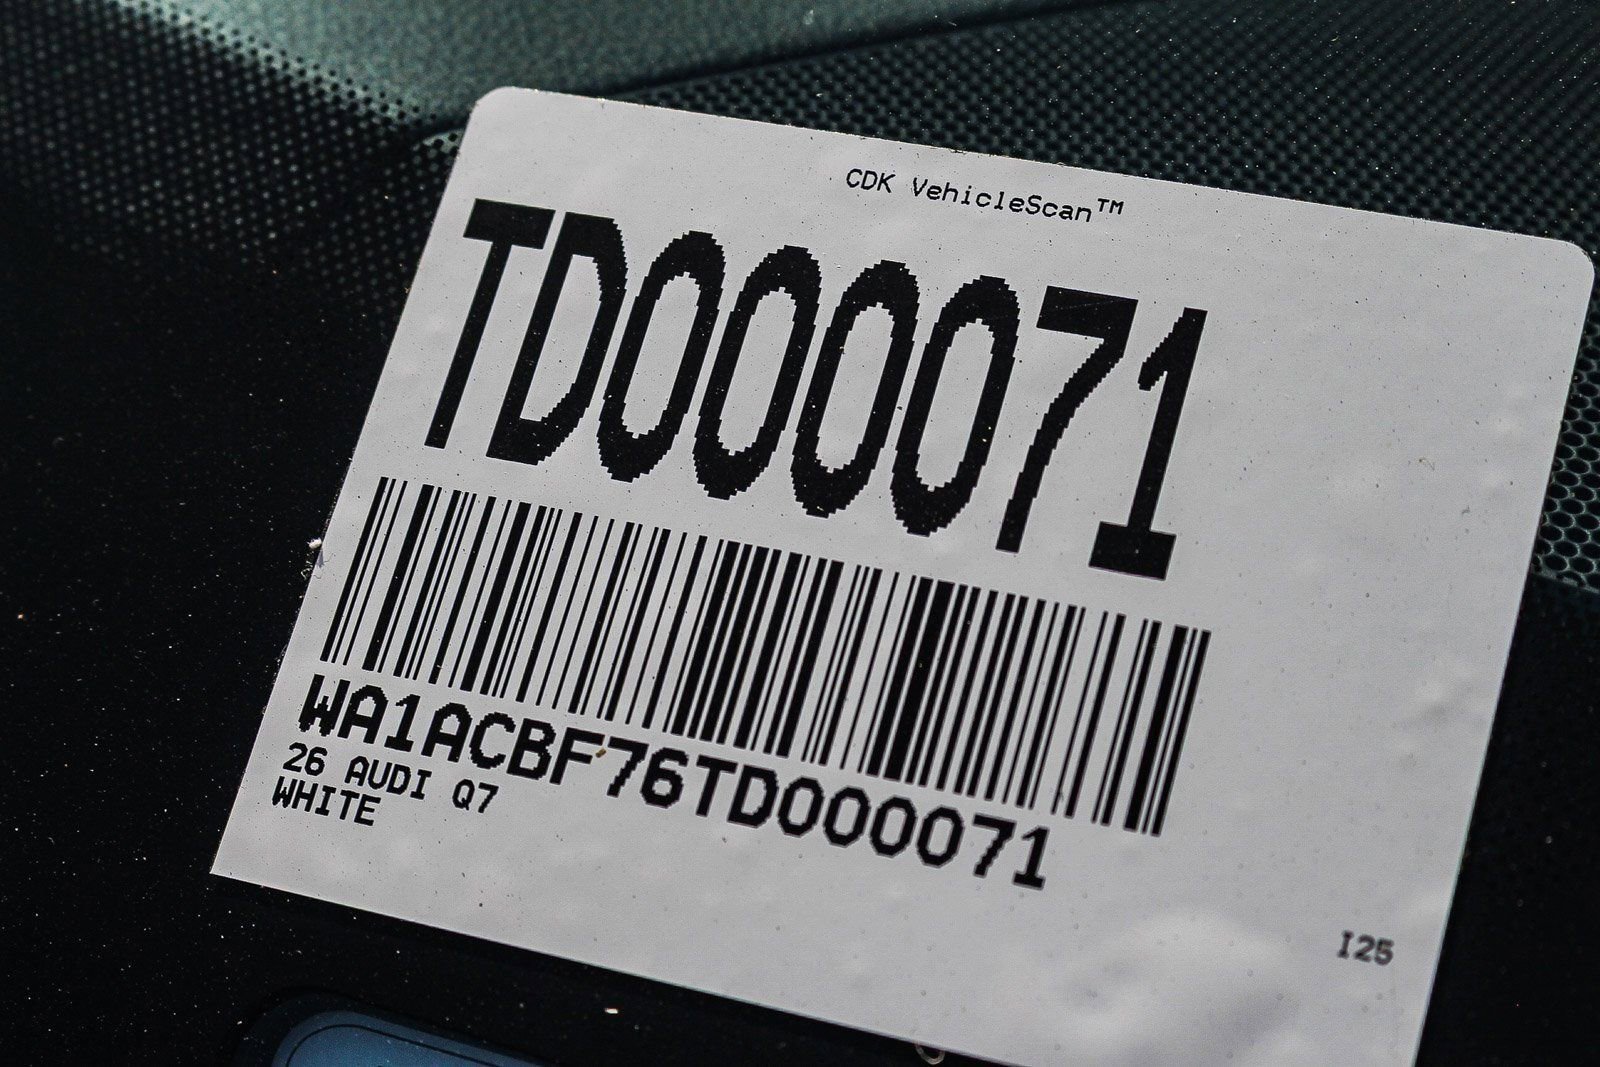 CDK VehicleScan™
TD000071
WA1ACBF76TD000071
26 AUDI Q7
WHITE
I25